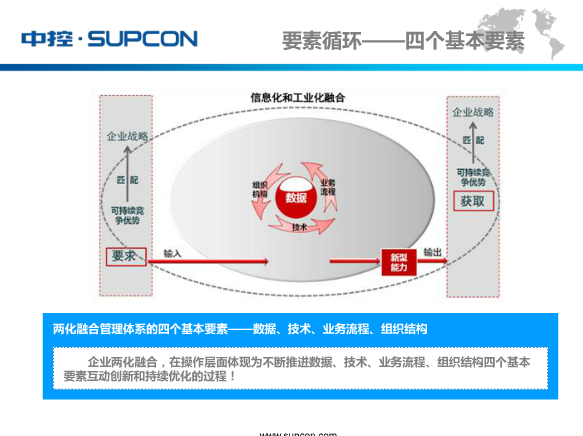 中控·SUPCON
要素循环——四个基本要素
信息化和工业化融合
企业战略
匹 配
可持续竞
争优势
要求
输入
组织
机构
业务
流程
数据
技术
新型
能力
输出
企业战略
匹 配
可持续竞
争优势
获取
两化融合管理体系的四个基本要素——数据、技术、业务流程、组织结构
企业两化融合，在操作层面体现为不断推进数据、技术、业务流程、组织结构四个基本
要素互动创新和持续优化的过程！
www.supcon.com